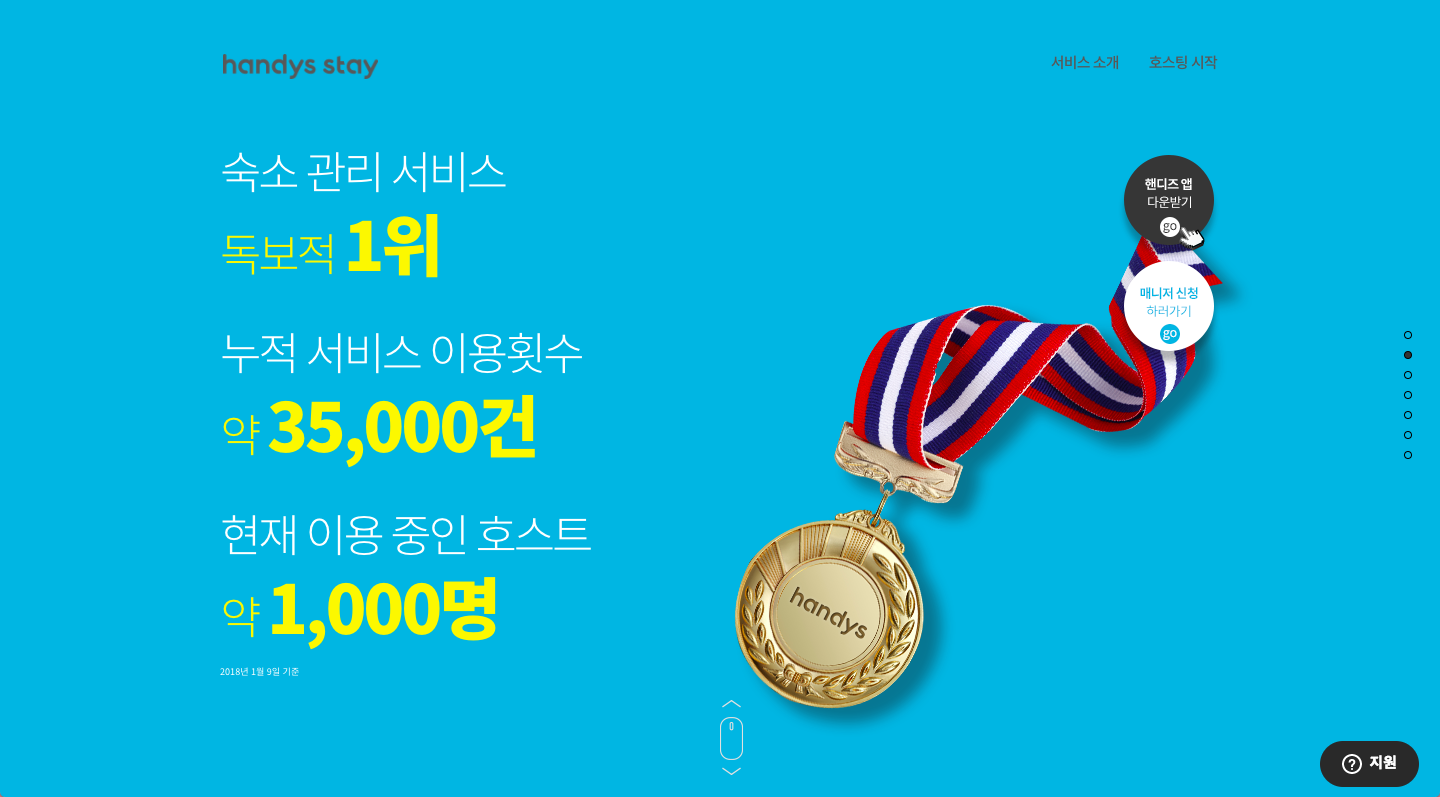 handys stay
서비스 소개
호스팅 시작
숙소 관리 서비스
독보적 1위
누적 서비스 이용횟수
약 35,000건
현재 이용 중인 호스트
약 1,000명
2018년 1월 9일 기준
핸디즈 앱
다운받기
go
매니저 신청
하러가기
go
handys
지원